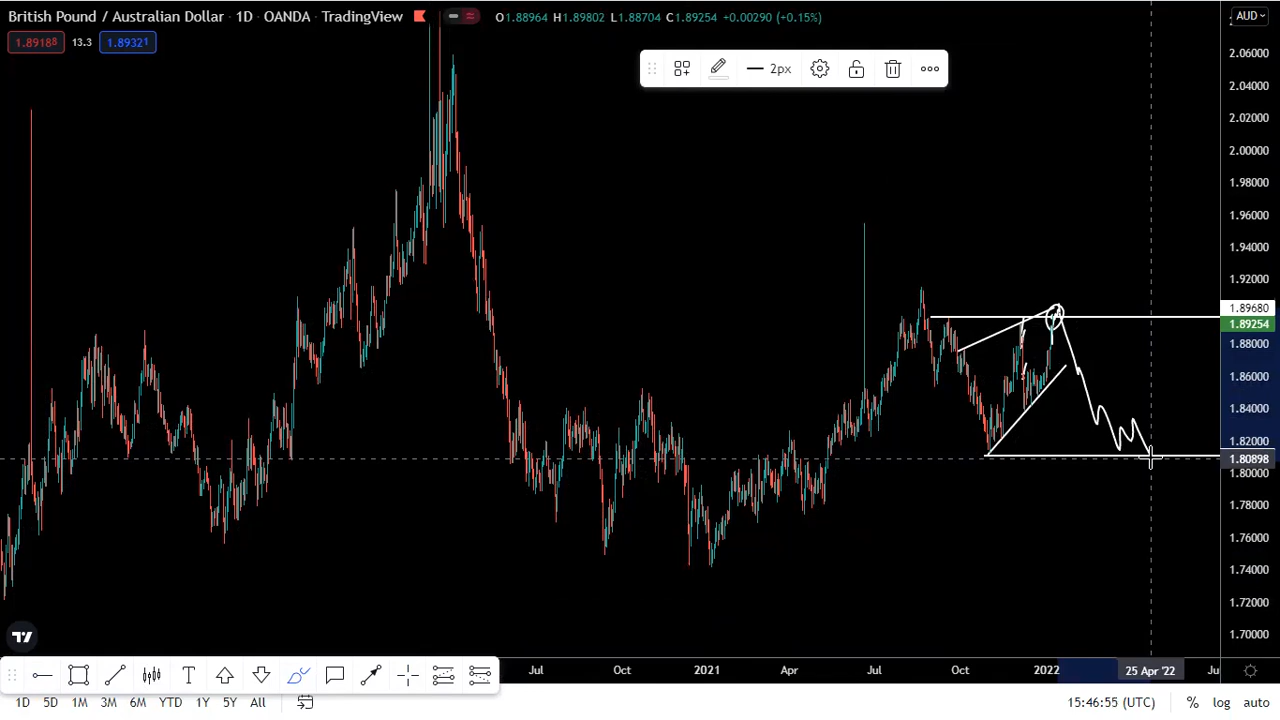 British Pound / Australian Dollar · 1D · OANDA · TradingView
O1.88964 H1.89802 L1.88704 C1.89254 +0.00290 (+0.15%)
AUD
1.89188 13.3 1.89321
2px
2.06000
2.04000
2.02000
2.00000
1.98000
1.96000
1.94000
1.92000
1.89680
1.89254
1.88000
1.86000
1.84000
1.82000
1.80898
1.80000
1.78000
1.76000
1.74000
1.72000
1.70000
Jul Oct 2021 Apr Jul Oct 2022 25 Apr '22
T
1D 5D 1M 3M 6M YTD 1Y 5Y All 15:46:55 (UTC) % log auto